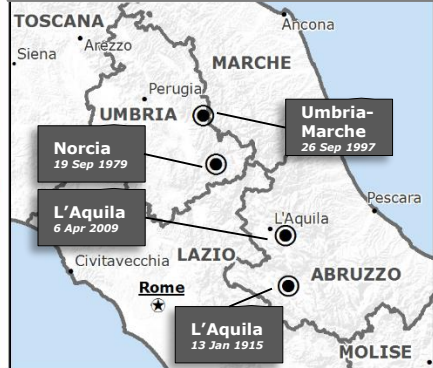 TOSCANA
Ancona
Siena
Arezzo
MARCHE
Perugia
UMBRIA
Umbria-
Marche
26 Sep 1997
Norcia
19 Sep 1979
L'Aquila
6 Apr 2009
Pescara
L'Aquila
LAZIO
Civitavecchia
ABRUZZO
Rome
L'Aquila
13 Jan 1915
MOLISE